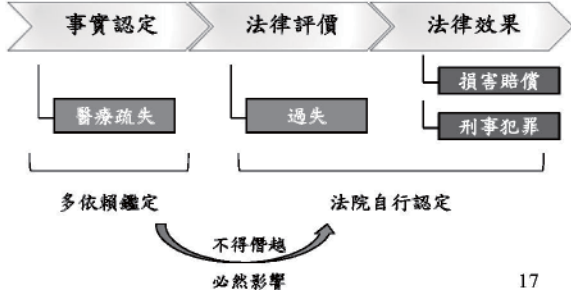 事實認定 法律評價 法律效果
醫療疏失 過失 損害賠償
刑事犯罪
多依賴鑑定 法院自行認定
不得僭越
必然影響 17